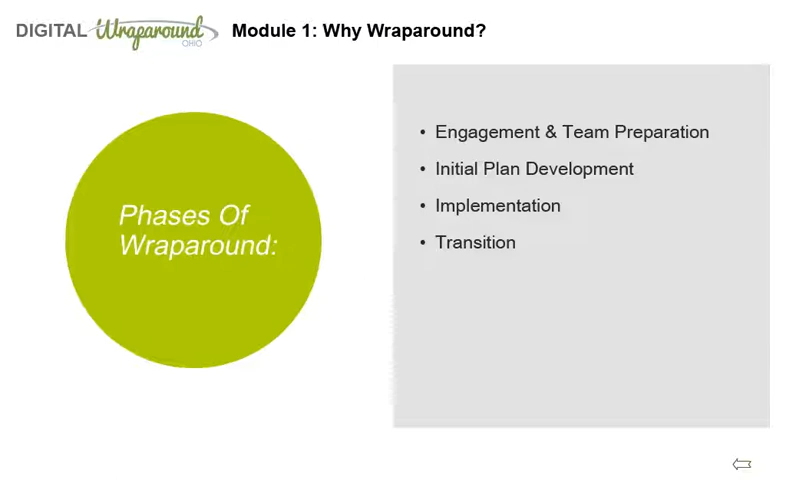 DIGITAL Wraparound OHIO Module 1: Why Wraparound?
Phases Of
Wraparound:
• Engagement & Team Preparation
• Initial Plan Development
• Implementation
• Transition